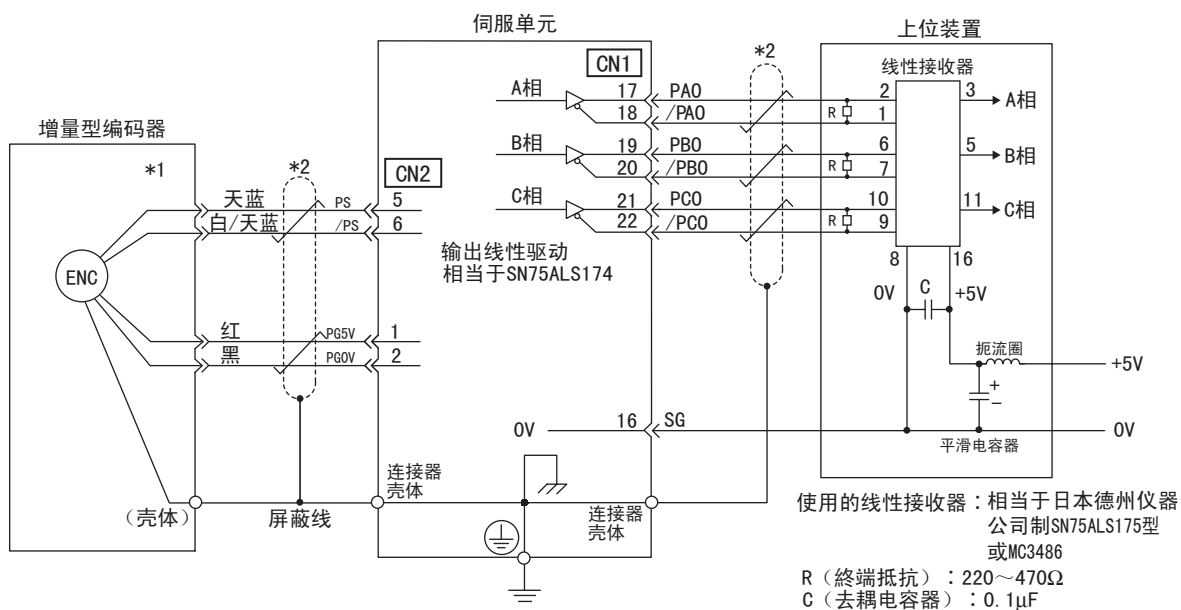 伺服单元
上位装置
增量型编码器
*1
*2
CN2
CN1
*2
线性接收器
天蓝
PS
5
白/天蓝
/PS
6
ENC
红
PG5V
1
黑
PG0V
2
A相
17
PAO
18
/PAO
R
2
1
3
A相
B相
19
PBO
20
/PBO
R
6
7
5
B相
C相
21
PCO
22
/PCO
R
10
9
11
C相
输出线性驱动
相当于SN75ALS174
8
16
0V
C
+5V
扼流圈
+5V
+
−
0V
16
SG
平滑电容器
0V
(壳体)
屏蔽线
连接器
壳体
连接器
壳体
使用的线性接收器：相当于日本德州仪器
公司制SN75ALS175型
或MC3486
R（終端抵抗）：220～470Ω
C（去耦电容器）：0.1μF